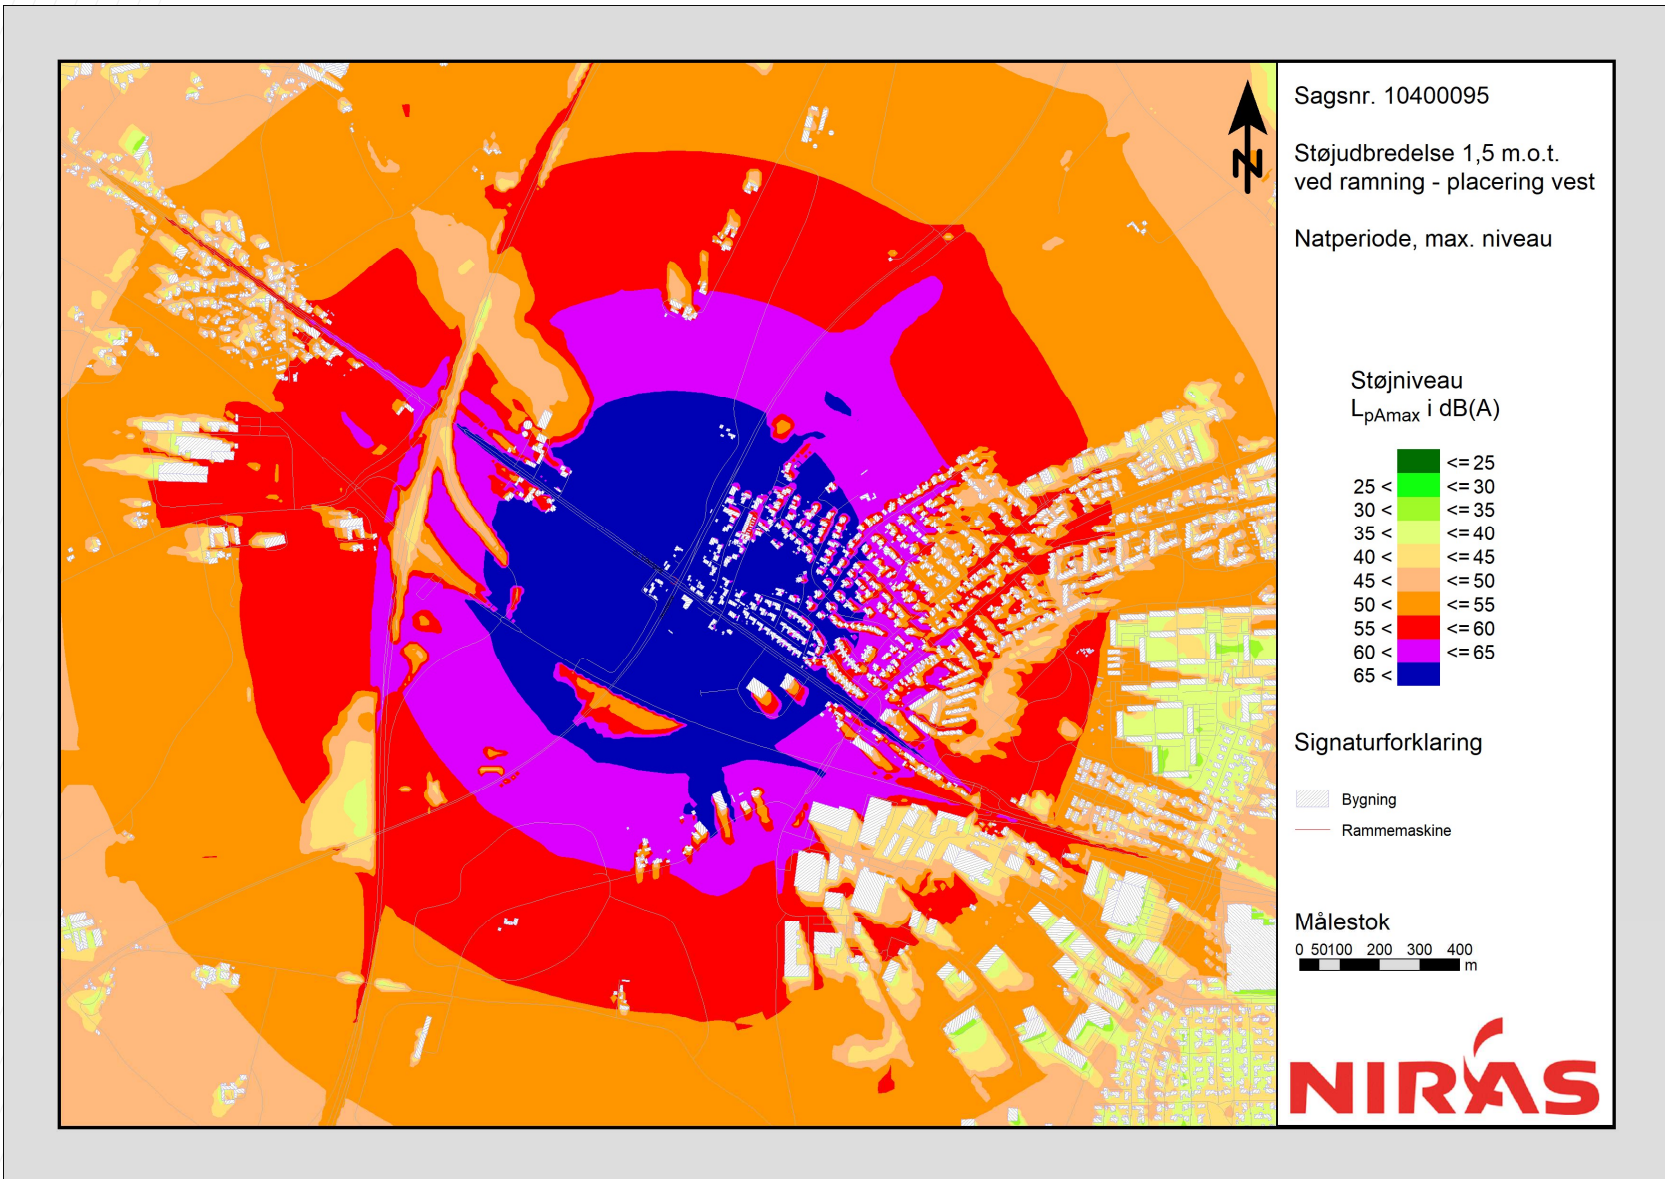 Sagsnr. 10400095
Støjudbredelse 1,5 m.o.t.
ved ramning - placering vest
Natperiode, max. niveau
N
Støjniveau
LpAmax i dB(A)
<= 25
25 < <= 30
30 < <= 35
35 < <= 40
40 < <= 45
45 < <= 50
50 < <= 55
55 < <= 60
60 < <= 65
65 <
Signaturforklaring
Bygning
Rammemaskine
Målestok
0 50 100 200 300 400
m
NIRAS